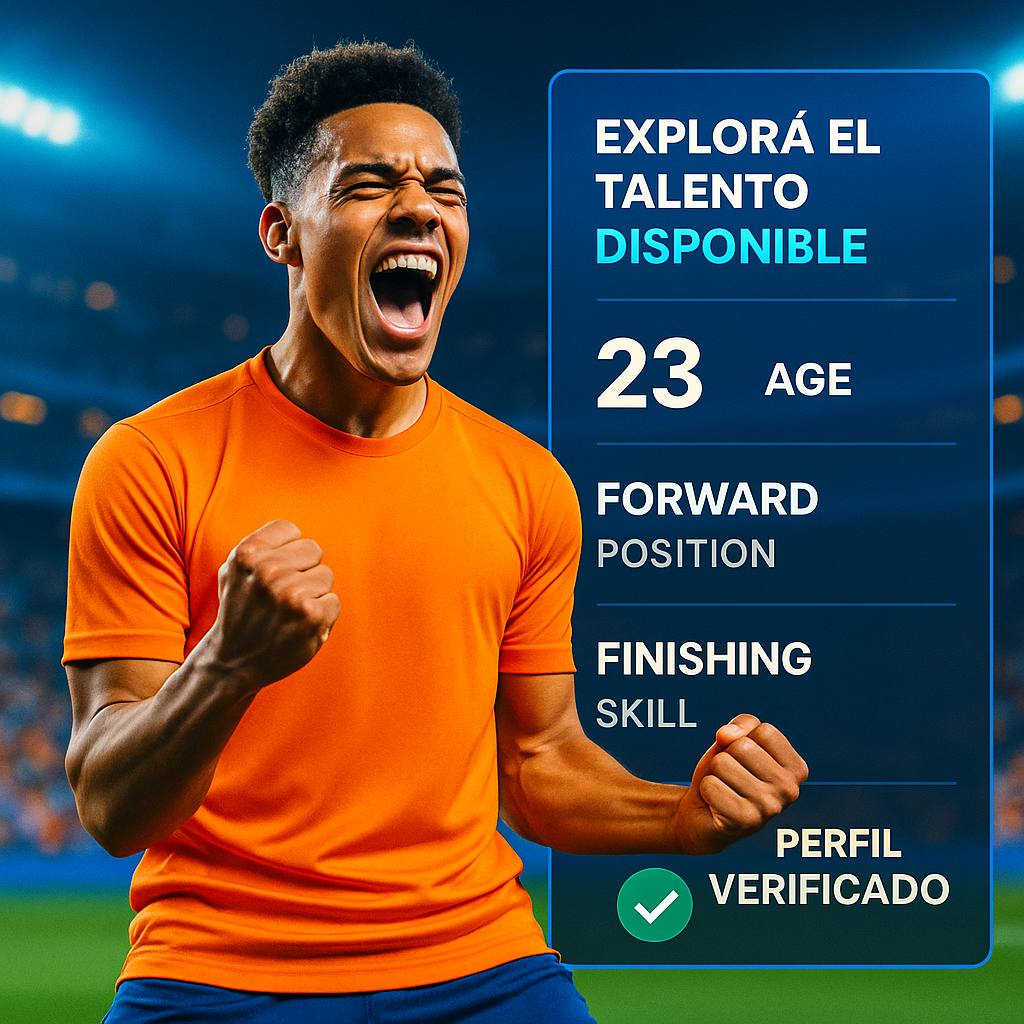 EXPLORÁ EL
TALENTO
DISPONIBLE
23 AGE
FORWARD
POSITION
FINISHING
SKILL
PERFIL
VERIFICADO